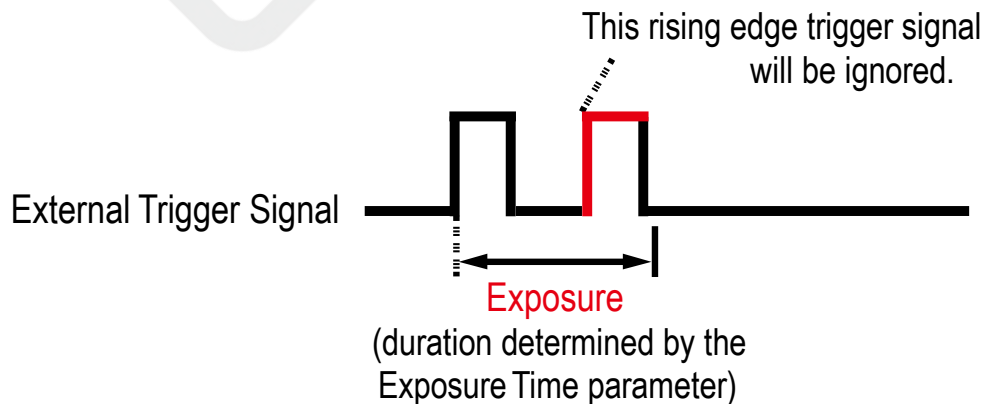 This rising edge trigger signal
will be ignored.
External Trigger Signal
Exposure
(duration determined by the
Exposure Time parameter)